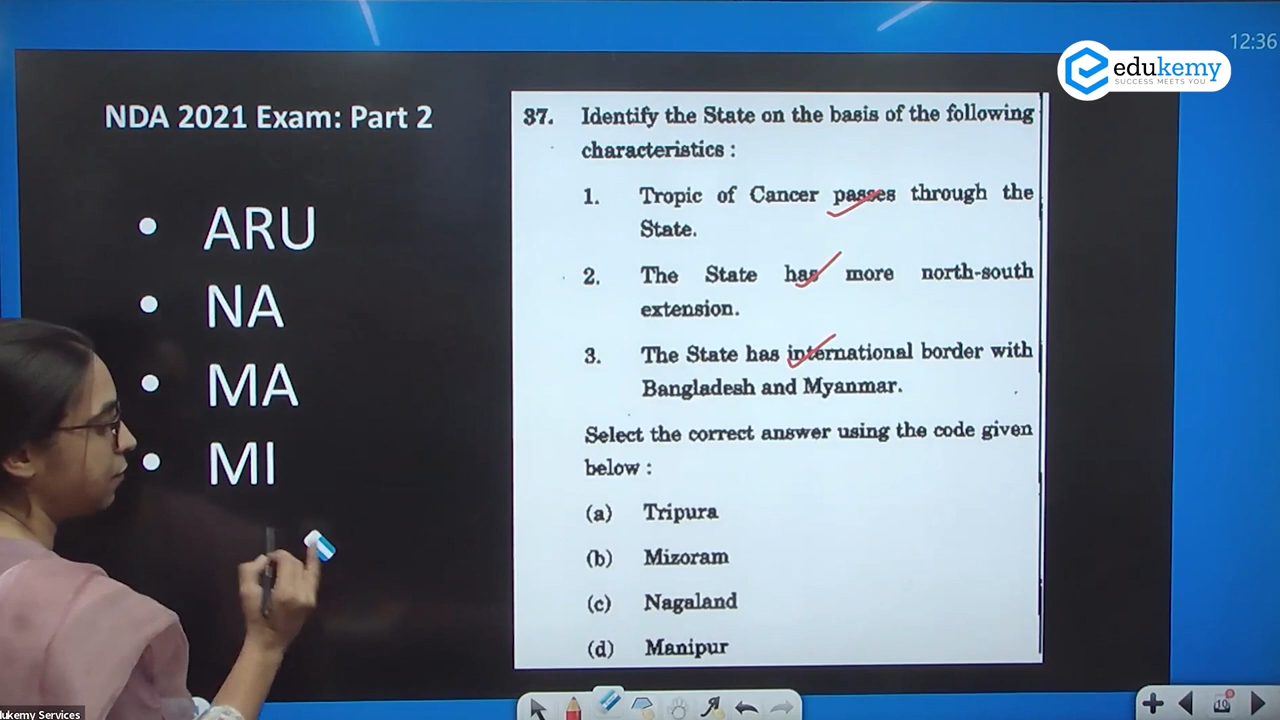 12:36
edukemy
SUCCESS MEETS YOU
NDA 2021 Exam: Part 2
• ARU
• NA
• MA
• MI
37. Identify the State on the basis of the following
characteristics :
1. Tropic of Cancer passes through the
State.
2. The State has more north-south
extension.
3. The State has international border with
Bangladesh and Myanmar.
Select the correct answer using the code given
below :
(a) Tripura
(b) Mizoram
(c) Nagaland
(d) Manipur
dukemy Services
10